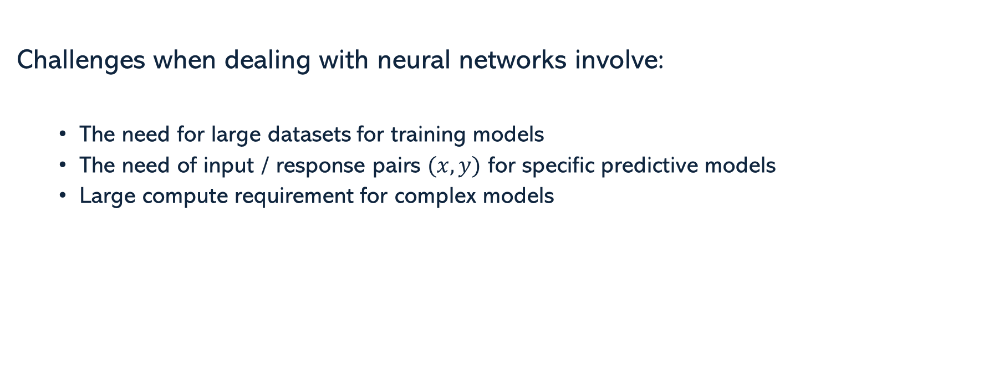 Challenges when dealing with neural networks involve:
• The need for large datasets for training models
• The need of input / response pairs (x, y) for specific predictive models
• Large compute requirement for complex models